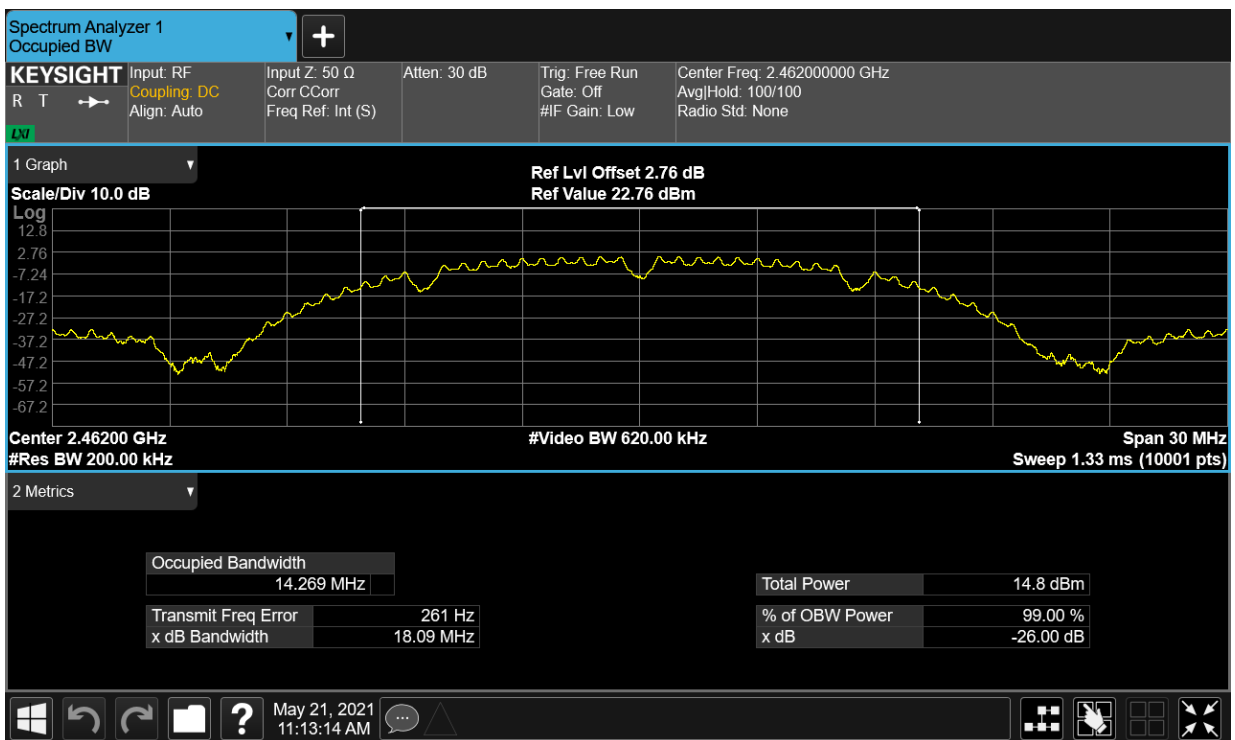 Spectrum Analyzer 1
Occupied BW
KEYSIGHT
R T
LXI
Input: RF
Coupling: DC
Align: Auto
Input Z: 50 Ω
Corr CCorr
Freq Ref: Int (S)
Atten: 30 dB
Trig: Free Run
Gate: Off
#IF Gain: Low
Center Freq: 2.462000000 GHz
Avg|Hold: 100/100
Radio Std: None
1 Graph
Ref Lvl Offset 2.76 dB
Scale/Div 10.0 dB
Ref Value 22.76 dBm
Log
12.8
2.76
-7.24
-17.2
-27.2
-37.2
-47.2
-57.2
-67.2
Center 2.46200 GHz
#Video BW 620.00 kHz
Span 30 MHz
#Res BW 200.00 kHz
Sweep 1.33 ms (10001 pts)
2 Metrics
Occupied Bandwidth
14.269 MHz
Total Power 14.8 dBm
Transmit Freq Error 261 Hz
% of OBW Power 99.00 %
x dB Bandwidth 18.09 MHz
x dB -26.00 dB
?
May 21, 2021
11:13:14 AM